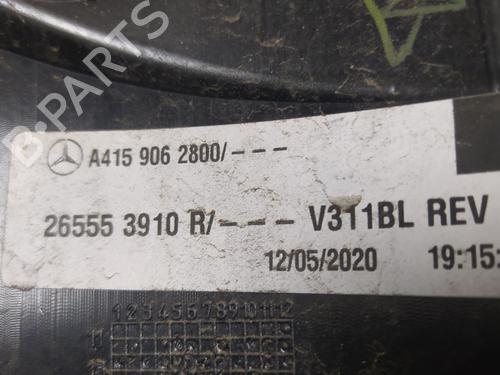 B-PARTS
A415 906 2800/---
26555 3910 R/--- V311BL REV
12/05/2020 19:15:
1 2 3 4 5 6 7 8 9 10 11 12